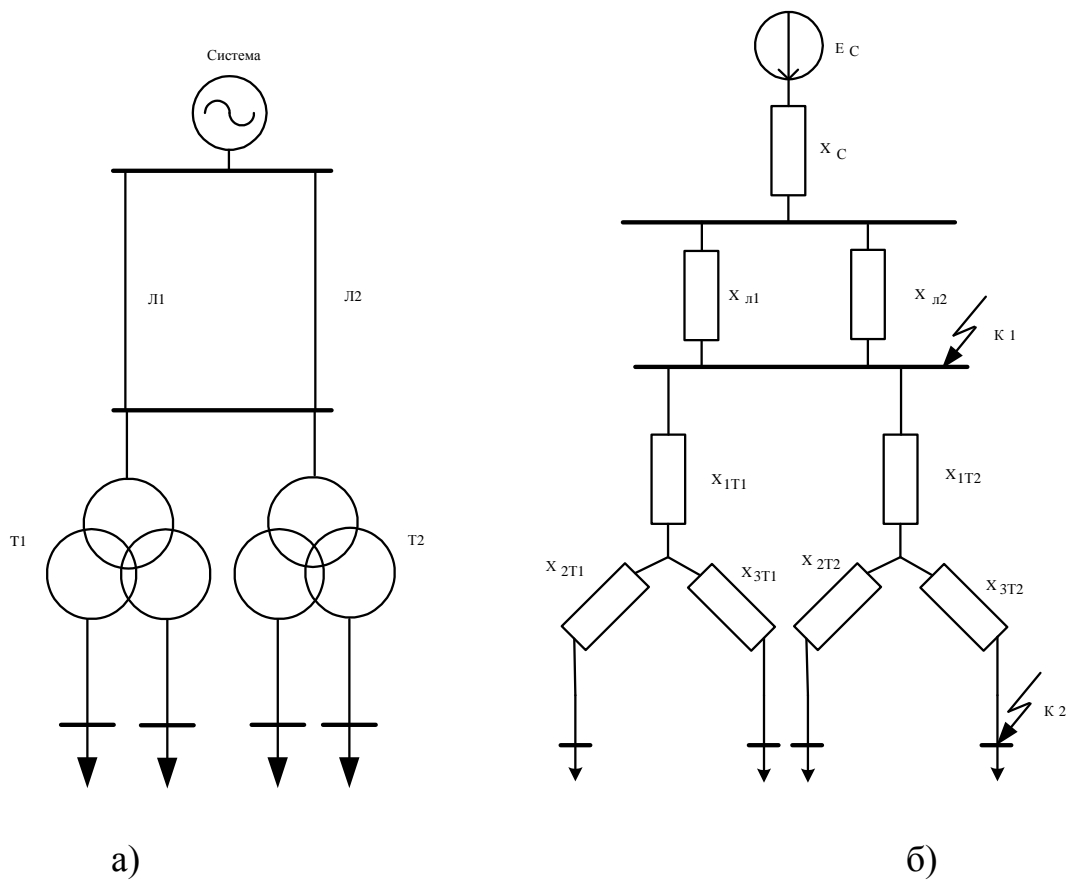 Система
Л1
Л2
Т1
Т2
а)
E C
X C
X л1
X л2
К 1
X 1Т1
X 1Т2
X 2Т1
X 3Т1
X 2Т2
X 3Т2
К 2
б)